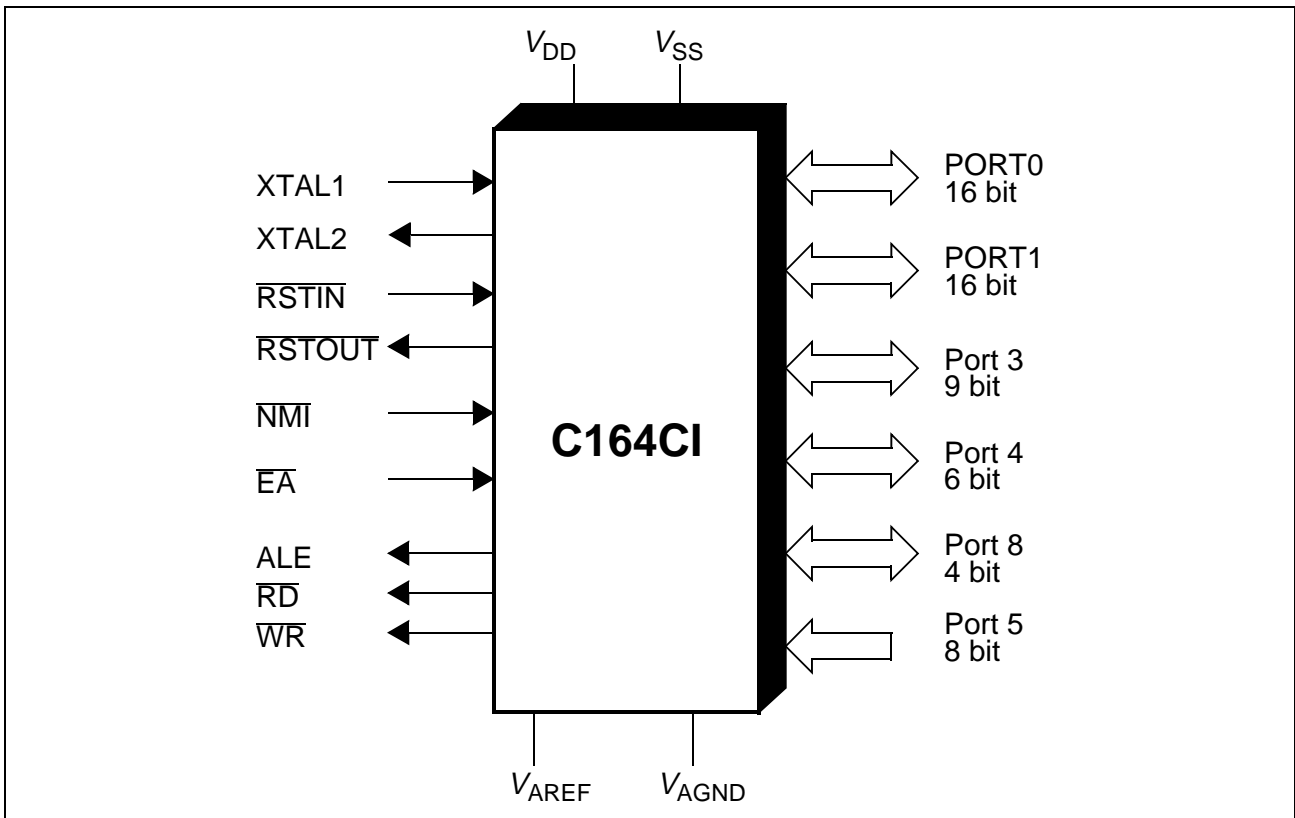 VDD
VSS
XTAL1
XTAL2
RSTIN
RSTOUT
NMI
EA
ALE
RD
WR
C164CI
PORT0
16 bit
PORT1
16 bit
Port 3
9 bit
Port 4
6 bit
Port 8
4 bit
Port 5
8 bit
VAREF
VAGND